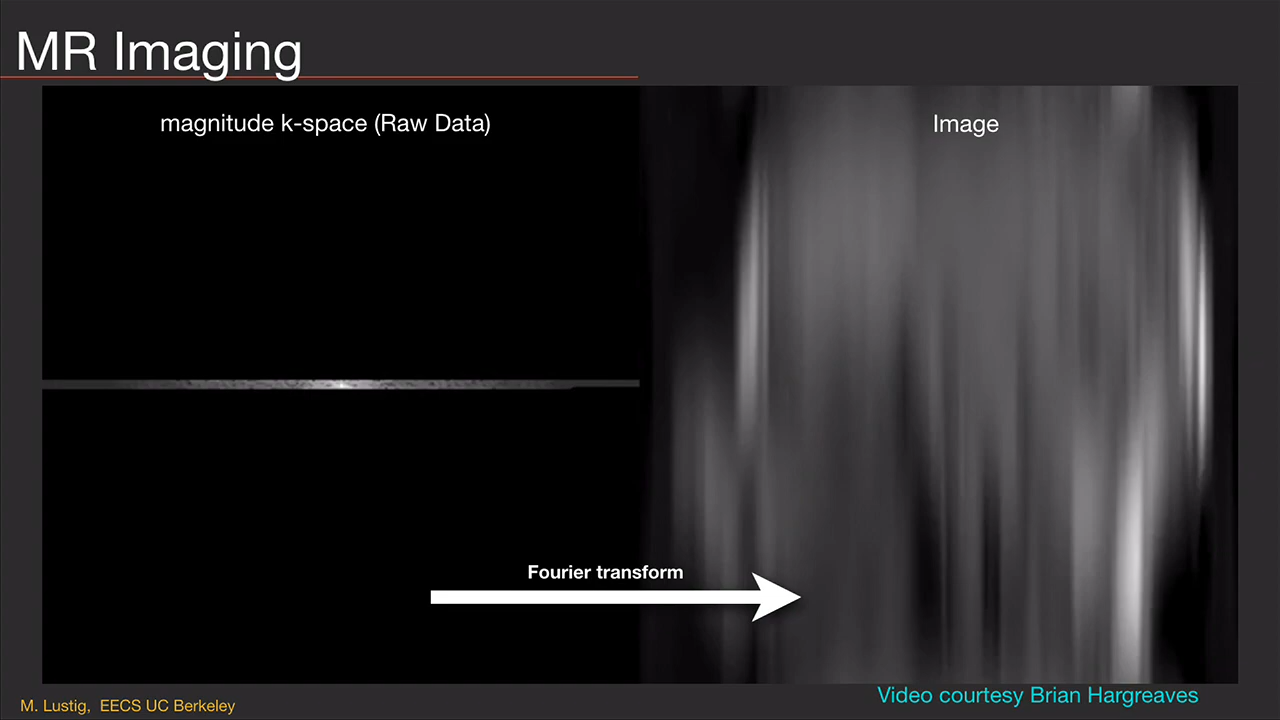 MR Imaging
magnitude k-space (Raw Data)
Image
Fourier transform
M. Lustig, EECS UC Berkeley
Video courtesy Brian Hargreaves